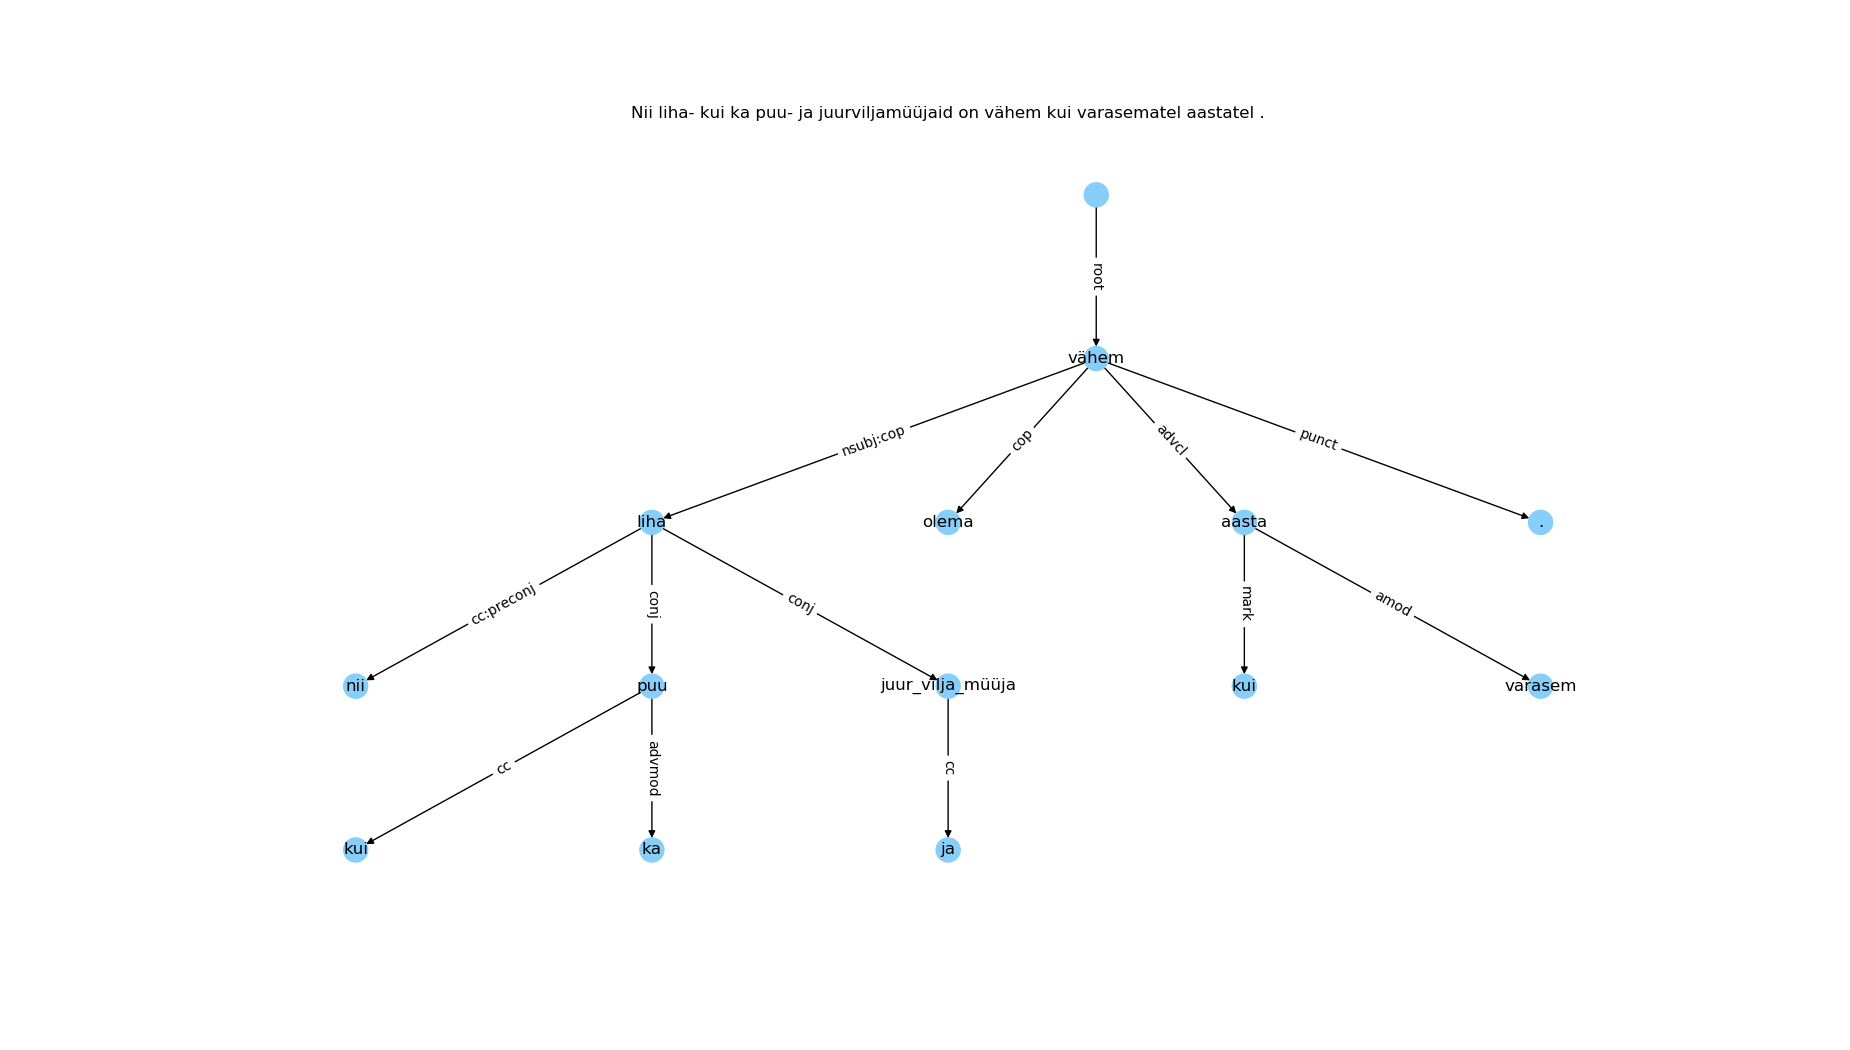 Nii liha- kui ka puu- ja juurviljamüüjaid on vähem kui varasematel aastatel .
root
vähem
nsubj:cop
cop
advcl
punct
liha
olema
aasta
.
cc:preconj
conj
conj
mark
amod
nii
puu
juur_vilja_müüja
kui
varasem
cc
advmod
cc
kui
ka
ja